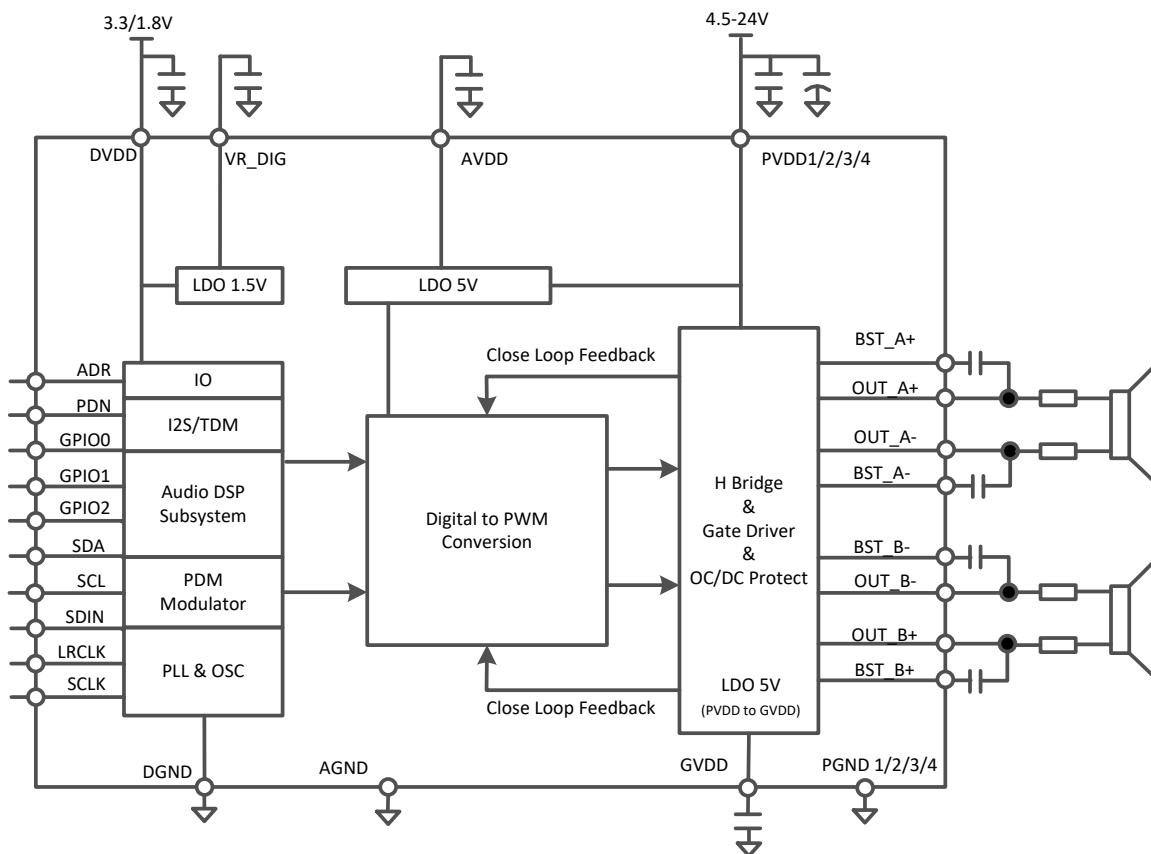 3.3/1.8V
4.5-24V
DVDD
VR_DIG
AVDD
PVDD1/2/3/4
LDO 1.5V
LDO 5V
ADR
PDN
GPIO0
GPIO1
GPIO2
SDA
SCL
SDIN
LRCLK
SCLK
IO
I2S/TDM
Audio DSP
Subsystem
PDM
Modulator
PLL & OSC
Close Loop Feedback
Digital to PWM
Conversion
Close Loop Feedback
H Bridge
&
Gate Driver
&
OC/DC Protect
LDO 5V
(PVDD to GVDD)
BST_A+
OUT_A+
OUT_A-
BST_A-
BST_B-
OUT_B-
OUT_B+
BST_B+
DGND
AGND
GVDD
PGND 1/2/3/4